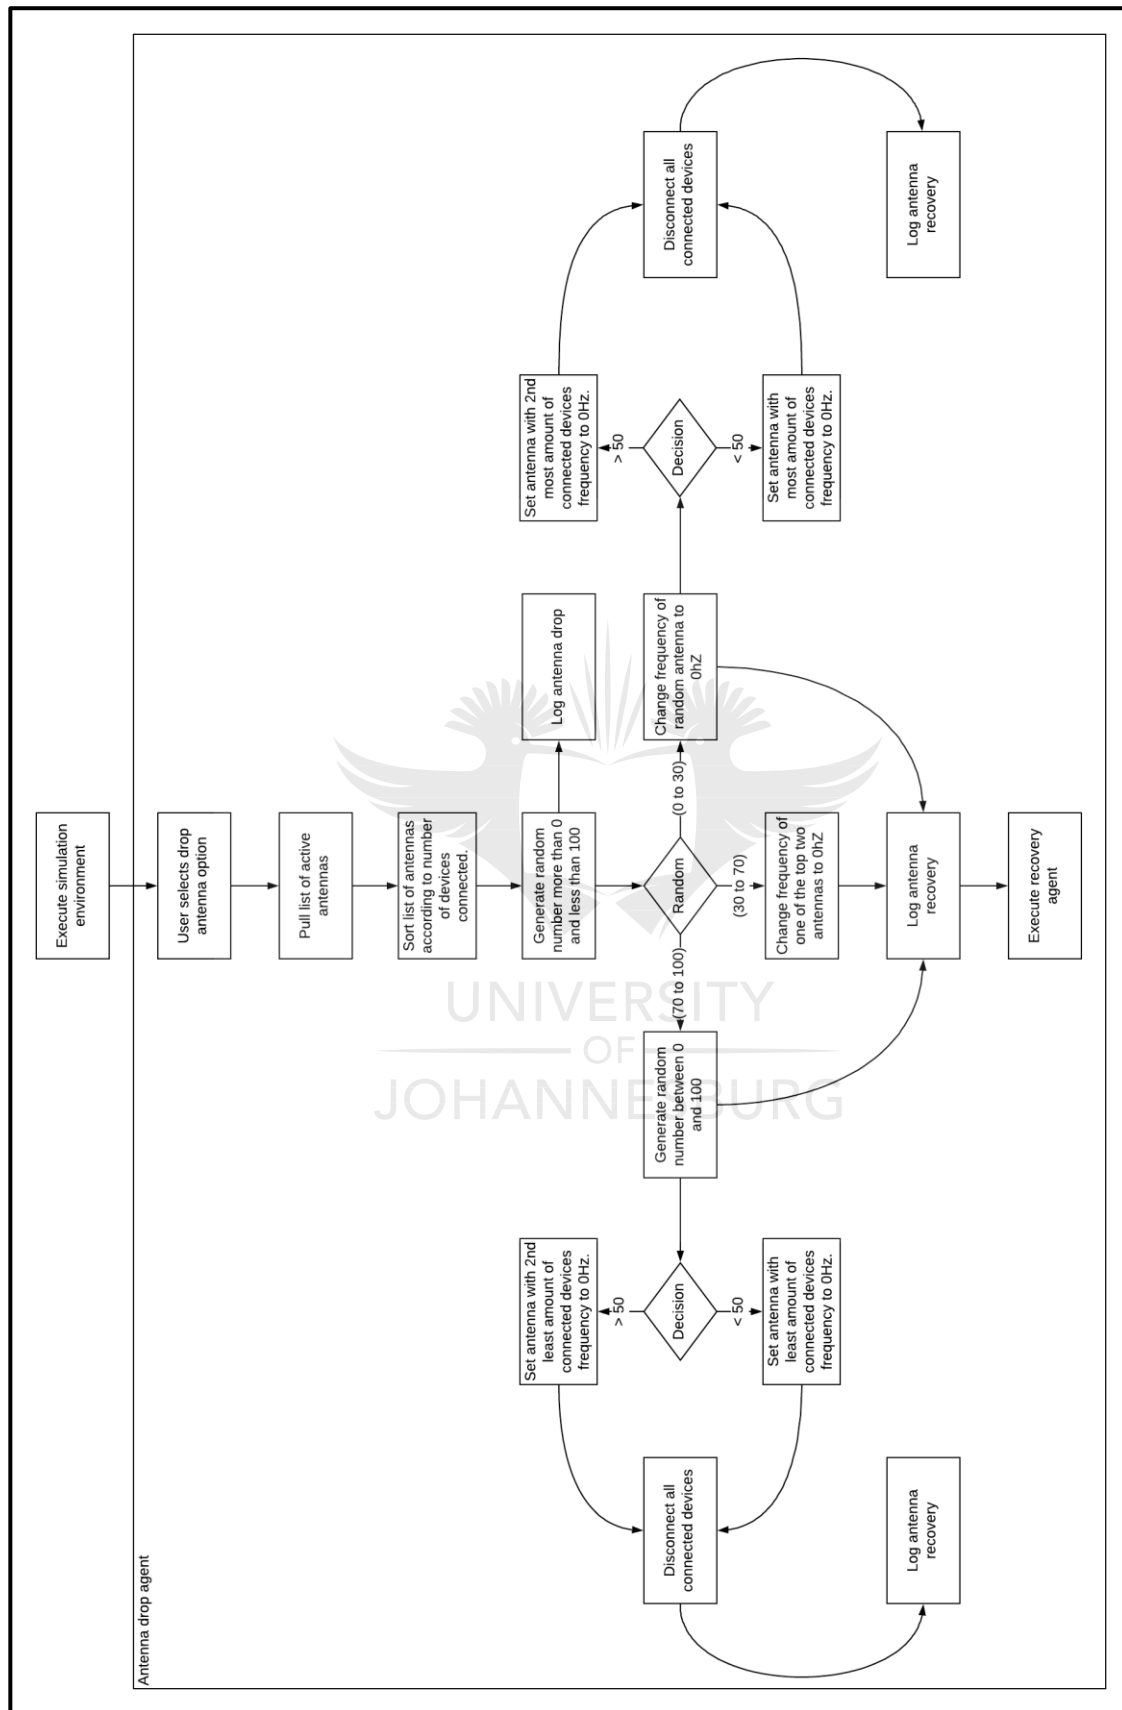 Antenna drop agent
Execute simulation
environment
User selects drop
antenna option
Pull list of active
antennas
Sort list of antennas
according to number
of devices
connected.
Generate random
number more than 0
and less than 100
Log antenna drop
Random
(70 to 100)
(30 to 70)
(0 to 30)
Generate random
number between 0
and 100
Change frequency of
one of the top two
antennas to 0hZ
Change frequency of
random antenna to
0hZ
Decision
> 50
< 50
Set antenna with 2nd
least amount of
connected devices
frequency to 0Hz.
Set antenna with
least amount of
connected devices
frequency to 0Hz.
Disconnect all
connected devices
Log antenna
recovery
Decision
> 50
< 50
Set antenna with 2nd
most amount of
connected devices
frequency to 0Hz.
Set antenna with
most amount of
connected devices
frequency to 0Hz.
Disconnect all
connected devices
Log antenna
recovery
Log antenna
recovery
Execute recovery
agent
UNIVERSITY
OF
JOHANNESBURG